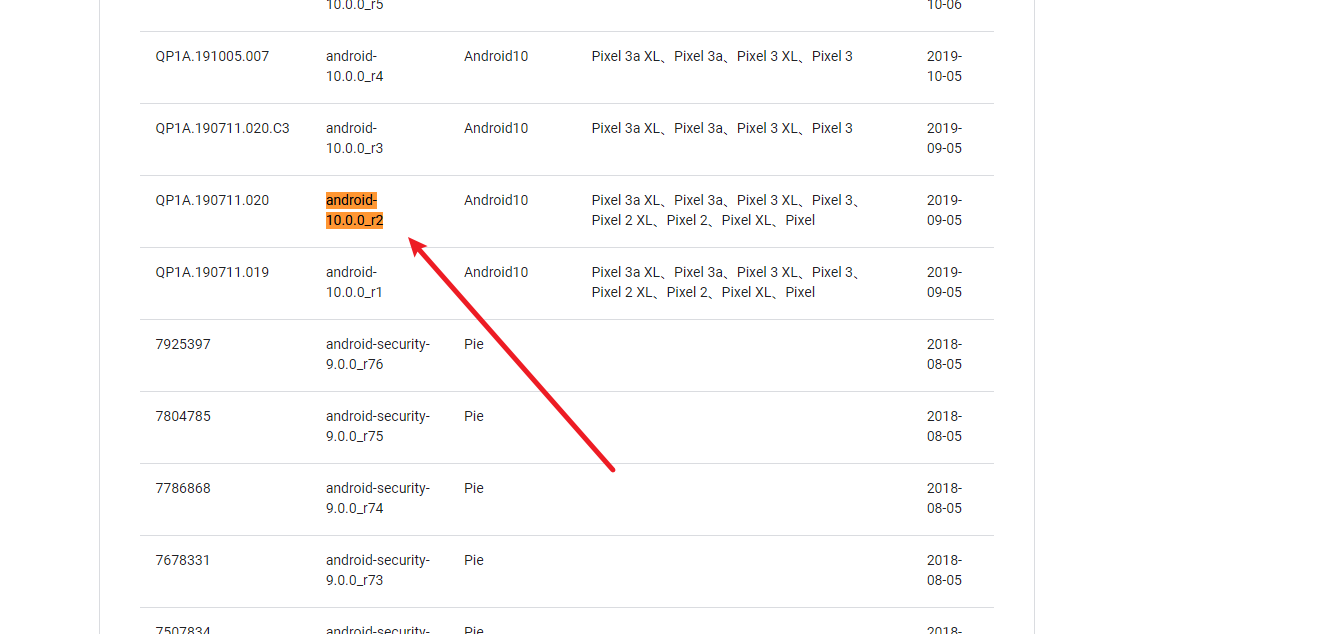 10.0.0_r5 10-06
QP1A.191005.007 android- Android10 Pixel 3a XL、Pixel 3a、Pixel 3 XL、Pixel 3 2019-
10.0.0_r4 10-05
QP1A.190711.020.C3 android- Android10 Pixel 3a XL、Pixel 3a、Pixel 3 XL、Pixel 3 2019-
10.0.0_r3 09-05
QP1A.190711.020 android- Android10 Pixel 3a XL、Pixel 3a、Pixel 3 XL、Pixel 3、 2019-
10.0.0_r2 Pixel 2 XL、Pixel 2、Pixel XL、Pixel 09-05
QP1A.190711.019 android- Android10 Pixel 3a XL、Pixel 3a、Pixel 3 XL、Pixel 3、 2019-
10.0.0_r1 Pixel 2 XL、Pixel 2、Pixel XL、Pixel 09-05
7925397 android-security- Pie 2018-
9.0.0_r76 08-05
7804785 android-security- Pie 2018-
9.0.0_r75 08-05
7786868 android-security- Pie 2018-
9.0.0_r74 08-05
7678331 android-security- Pie 2018-
9.0.0_r73 08-05
7507834 android-security- Pie 2018-